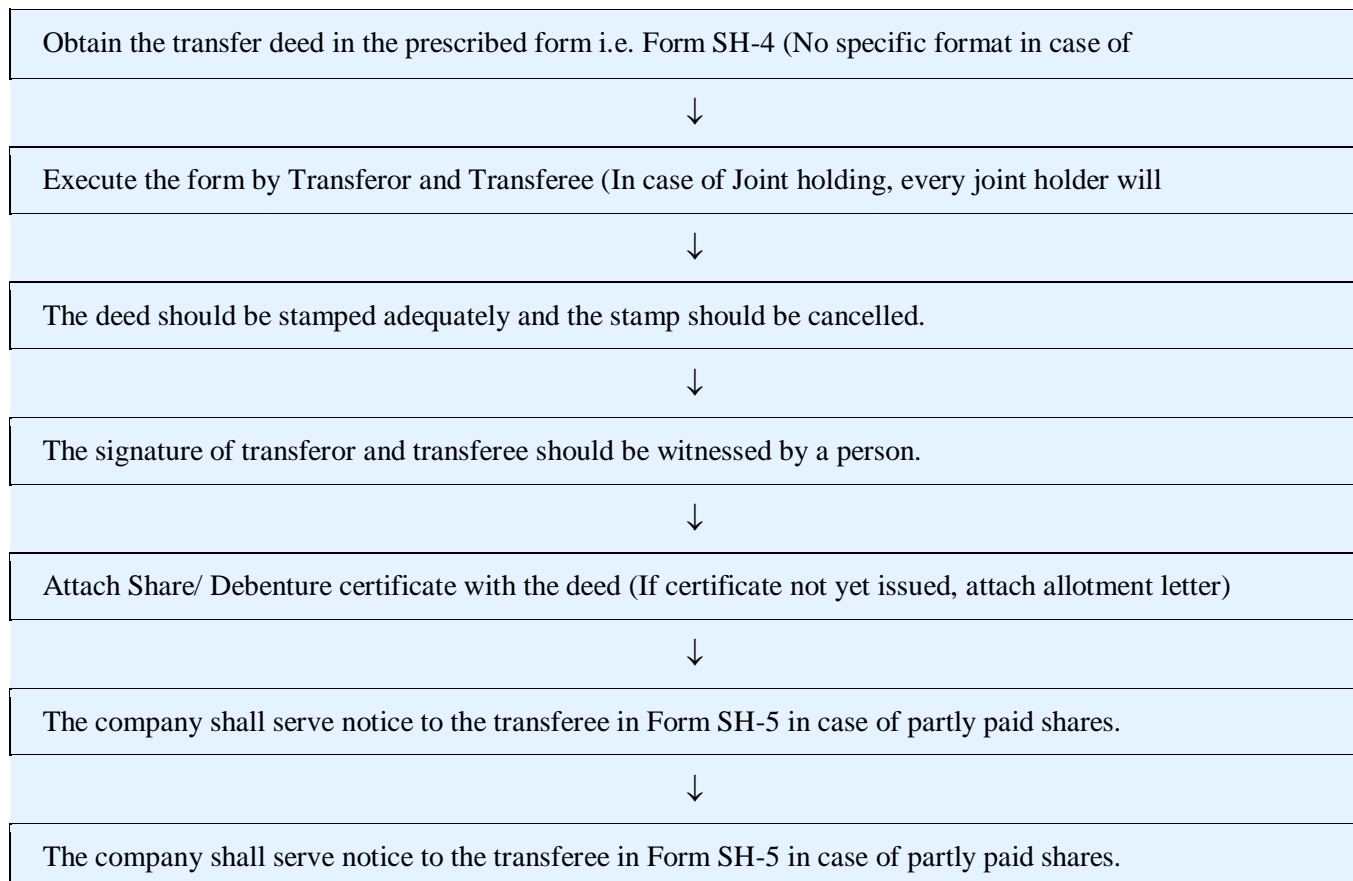 Obtain the transfer deed in the prescribed form i.e. Form SH-4 (No specific format in case of
↓
Execute the form by Transferor and Transferee (In case of Joint holding, every joint holder will
↓
The deed should be stamped adequately and the stamp should be cancelled.
↓
The signature of transferor and transferee should be witnessed by a person.
↓
Attach Share/ Debenture certificate with the deed (If certificate not yet issued, attach allotment letter)
↓
The company shall serve notice to the transferee in Form SH-5 in case of partly paid shares.
↓
The company shall serve notice to the transferee in Form SH-5 in case of partly paid shares.